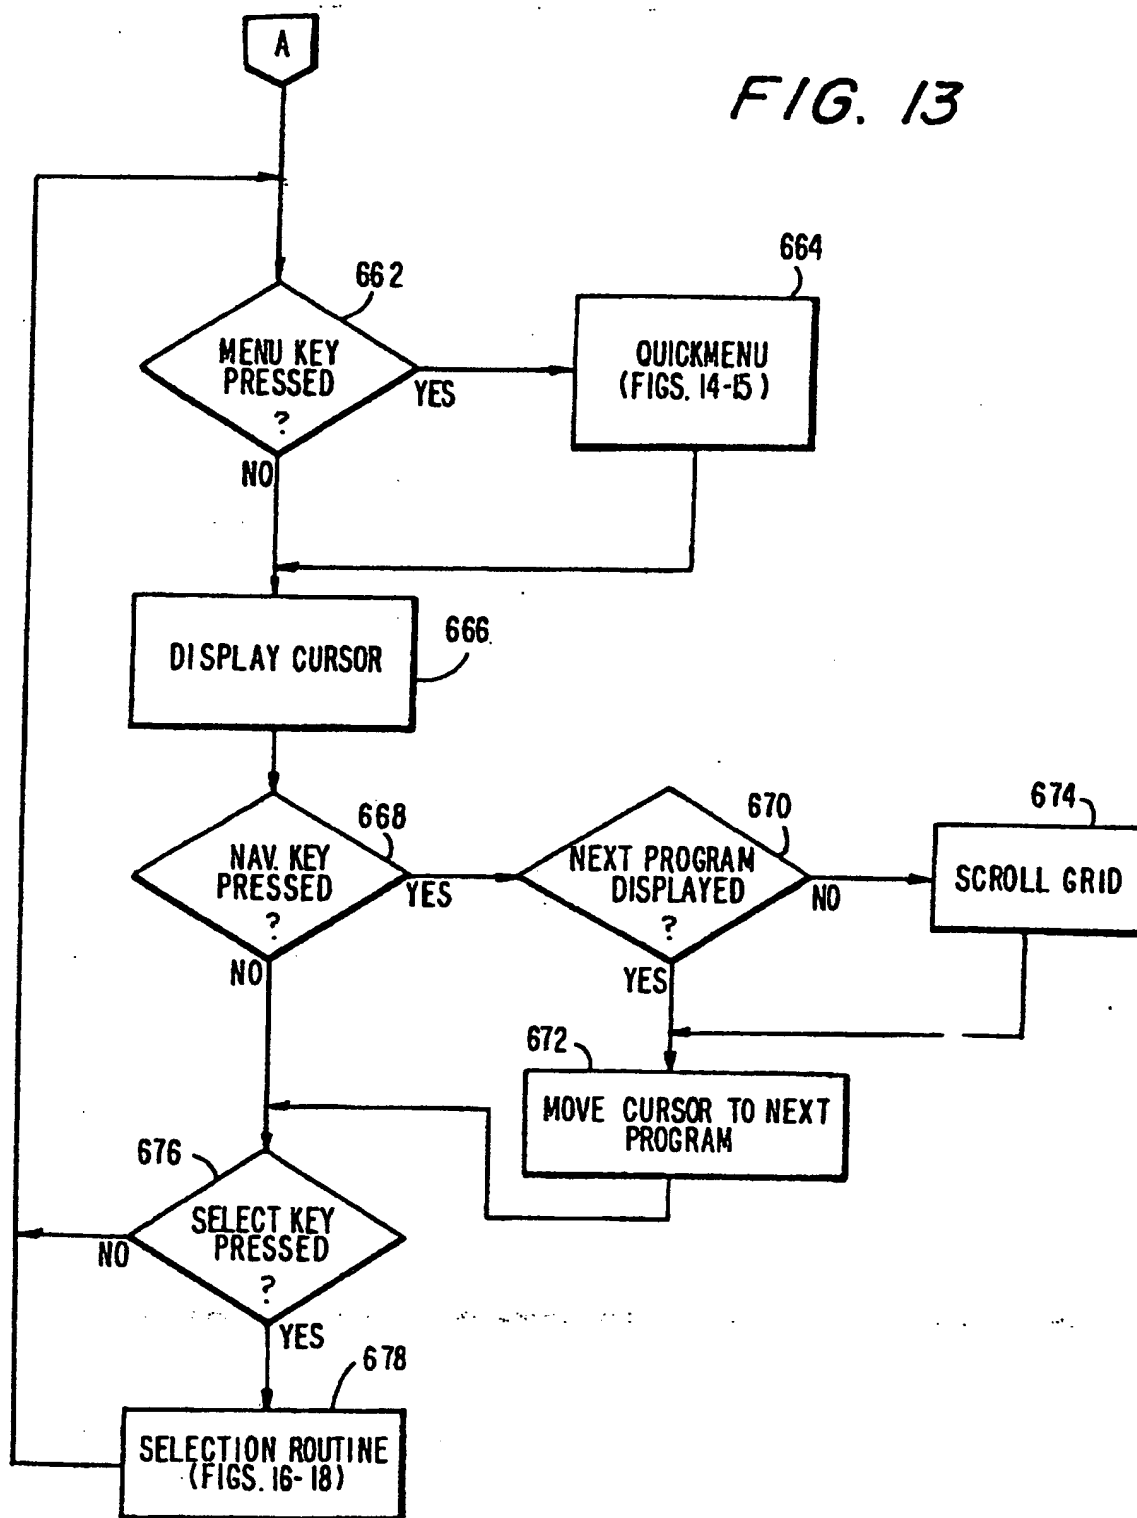 A
FIG. 13
662
664
MENU KEY
PRESSED
?
YES
NO
QUICKMENU
(FIGS. 14-15)
DISPLAY CURSOR
666
668
NAV. KEY
PRESSED
?
YES
NO
670
NEXT PROGRAM
DISPLAYED
?
NO
YES
674
SCROLL GRID
672
MOVE CURSOR TO NEXT
PROGRAM
676
SELECT KEY
PRESSED
?
NO
YES
678
SELECTION ROUTINE
(FIGS. 16-18)